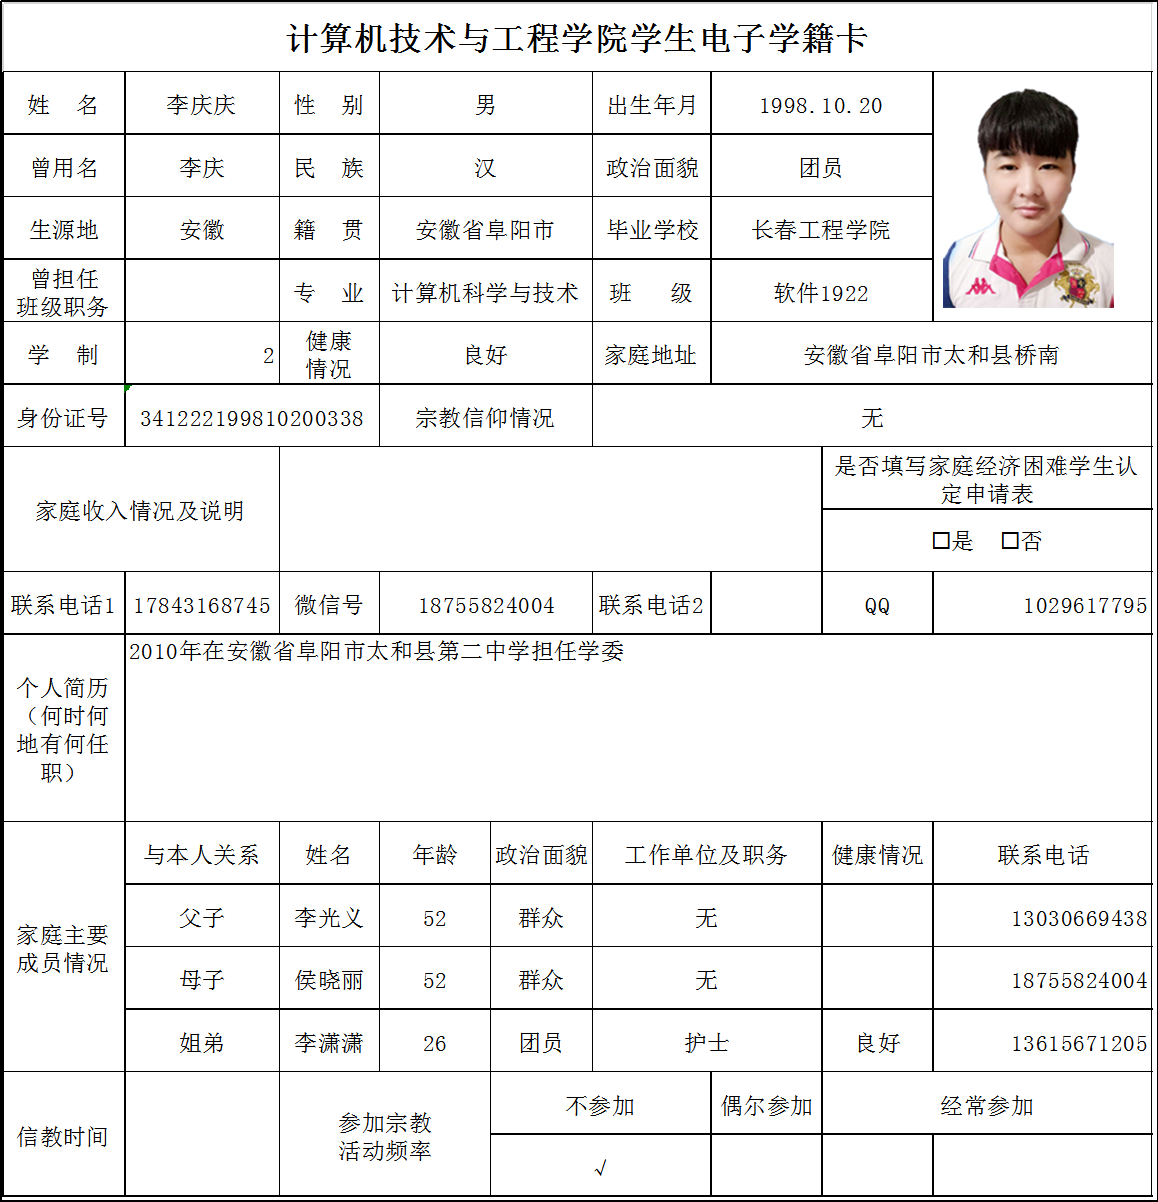 计算机技术与工程学院学生电子学籍卡
姓 名 李庆庆 性 别 男 出生年月 1998.10.20
曾用名 李庆 民 族 汉 政治面貌 团员
生源地 安徽 籍 贯 安徽省阜阳市 毕业学校 长春工程学院
曾担任
班级职务 专 业 计算机科学与技术 班 级 软件1922
学 制 2 健康
情况 良好 家庭地址 安徽省阜阳市太和县桥南
身份证号 341222199810200338 宗教信仰情况 无
家庭收入情况及说明
是否填写家庭经济困难学生认
定申请表
□是 □否
联系电话1 17843168745 微信号 18755824004 联系电话2 QQ 1029617795
个人简历
（何时何
地有何任
职）
2010年在安徽省阜阳市太和县第二中学担任学委
家庭主要
成员情况
与本人关系 姓名 年龄 政治面貌 工作单位及职务 健康情况 联系电话
父子 李光义 52 群众 无 13030669438
母子 侯晓丽 52 群众 无 18755824004
姐弟 李潇潇 26 团员 护士 良好 13615671205
信教时间
参加宗教
活动频率
不参加 偶尔参加 经常参加
√